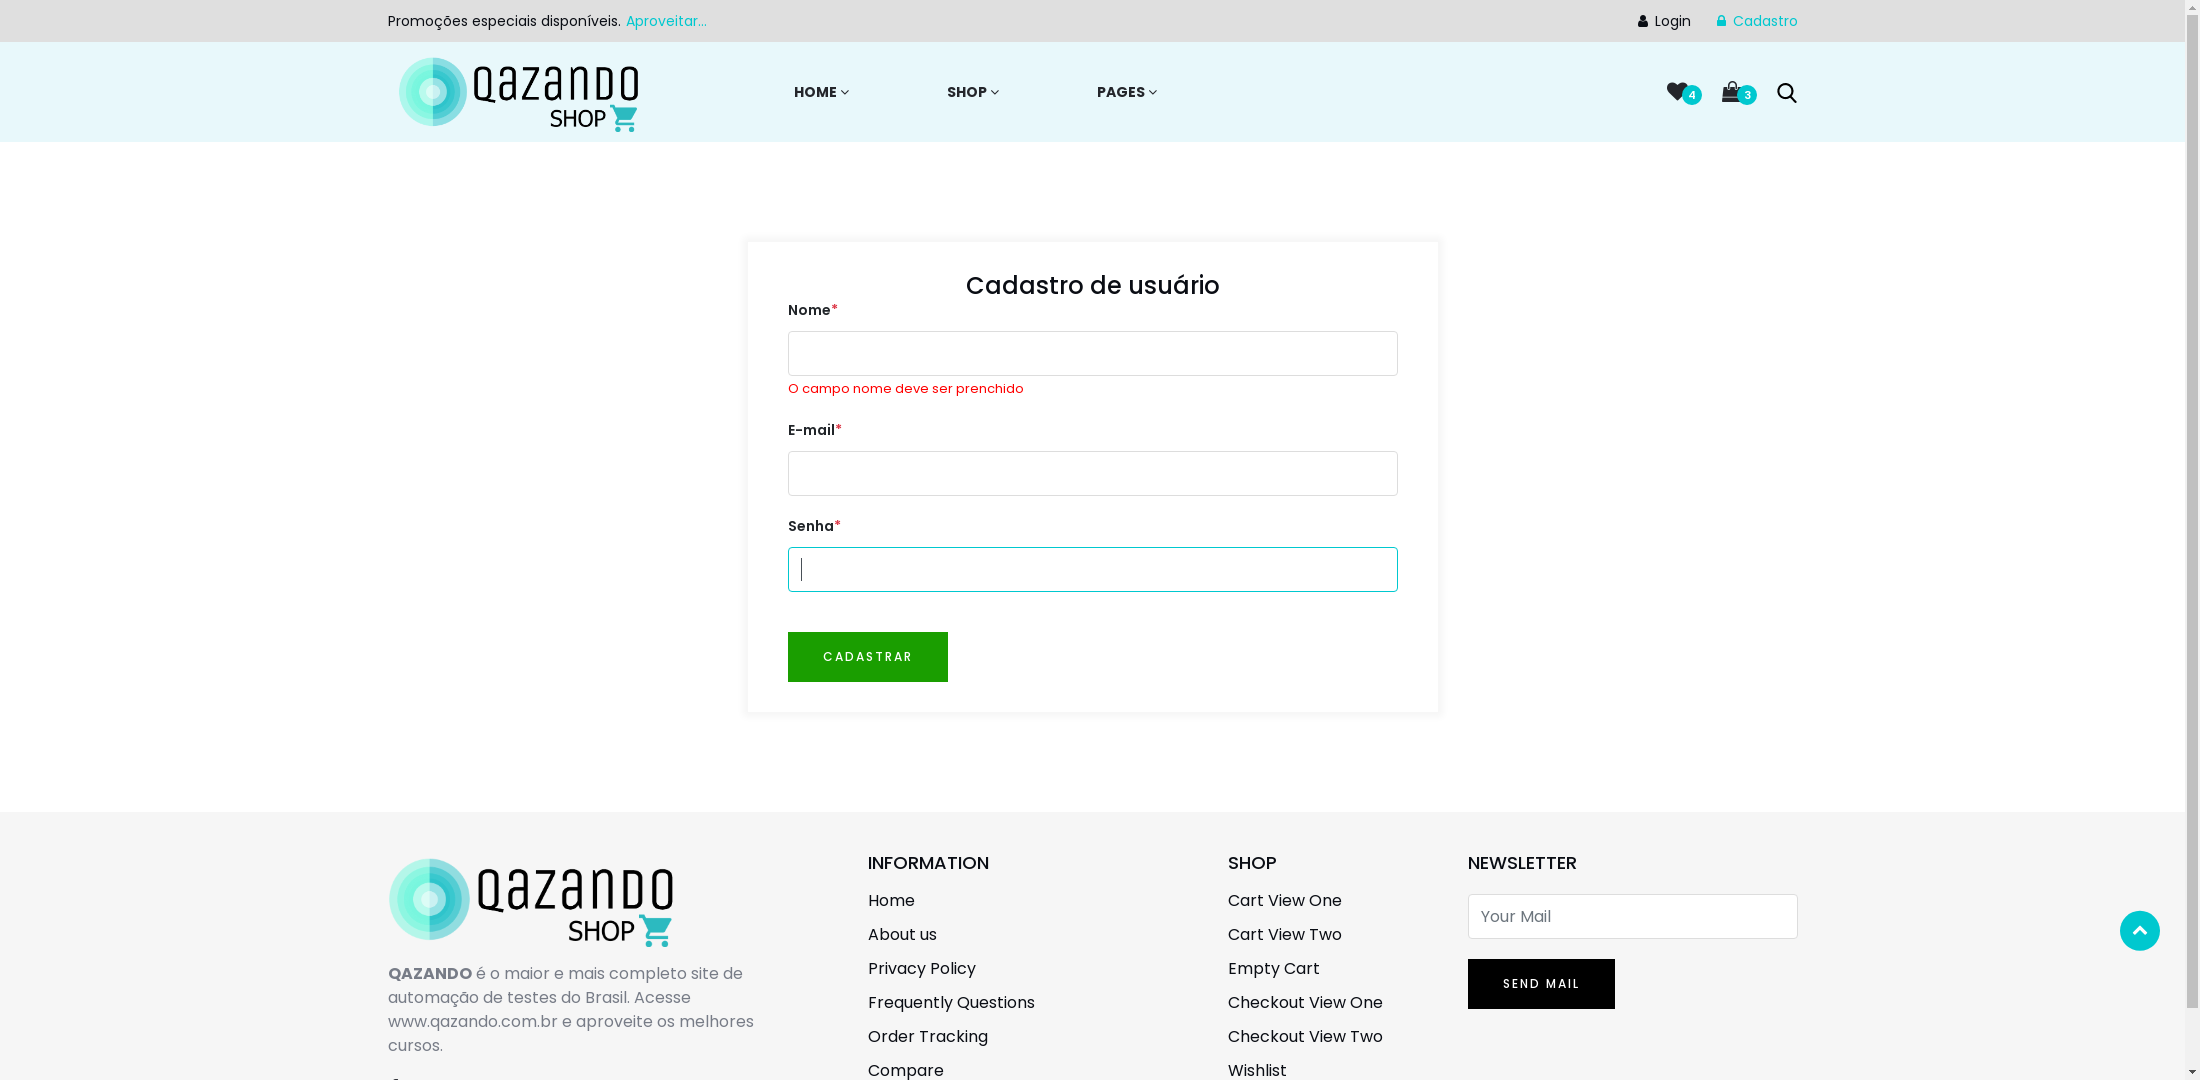 Promoções especiais disponíveis. Aproveitar...
Login
Cadastro
QAZANDO
SHOP
HOME
SHOP
PAGES
4
3
Cadastro de usuário
Nome*
O campo nome deve ser prenchido
E-mail*
Senha*
CADASTRAR
QAZANDO
SHOP
QAZANDO é o maior e mais completo site de
automação de testes do Brasil. Acesse
www.qazando.com.br e aproveite os melhores
cursos.
INFORMATION
Home
About us
Privacy Policy
Frequently Questions
Order Tracking
Compare
SHOP
Cart View One
Cart View Two
Empty Cart
Checkout View One
Checkout View Two
Wishlist
NEWSLETTER
Your Mail
SEND MAIL